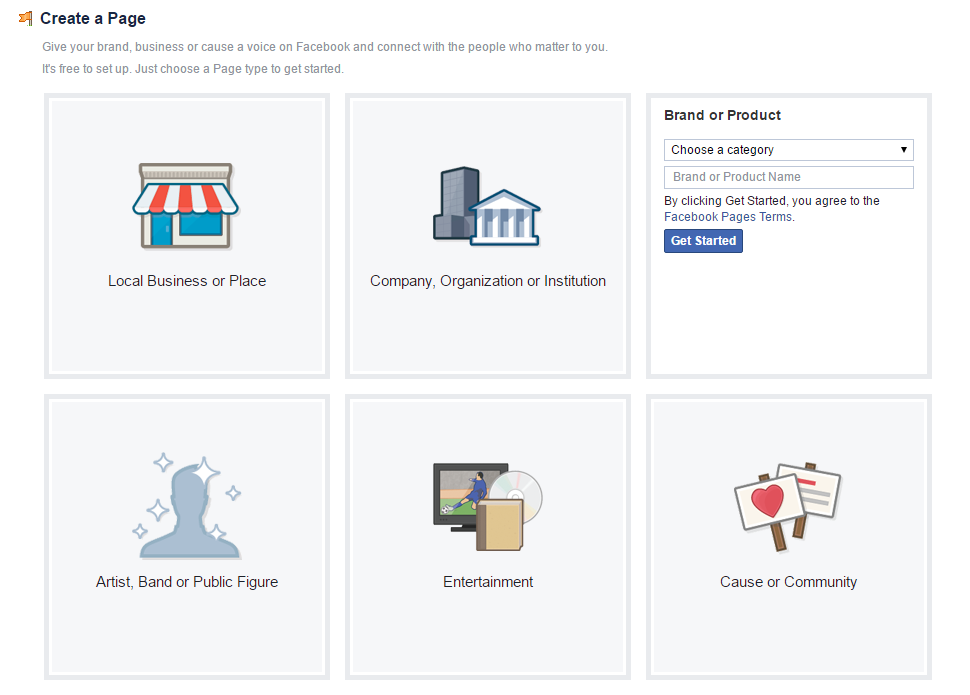 Create a Page
Give your brand, business or cause a voice on Facebook and connect with the people who matter to you.
It's free to set up. Just choose a Page type to get started.
Local Business or Place
Company, Organization or Institution
Brand or Product
Choose a category
Brand or Product Name
By clicking Get Started, you agree to the
Facebook Pages Terms.
Get Started
Artist, Band or Public Figure
Entertainment
Cause or Community